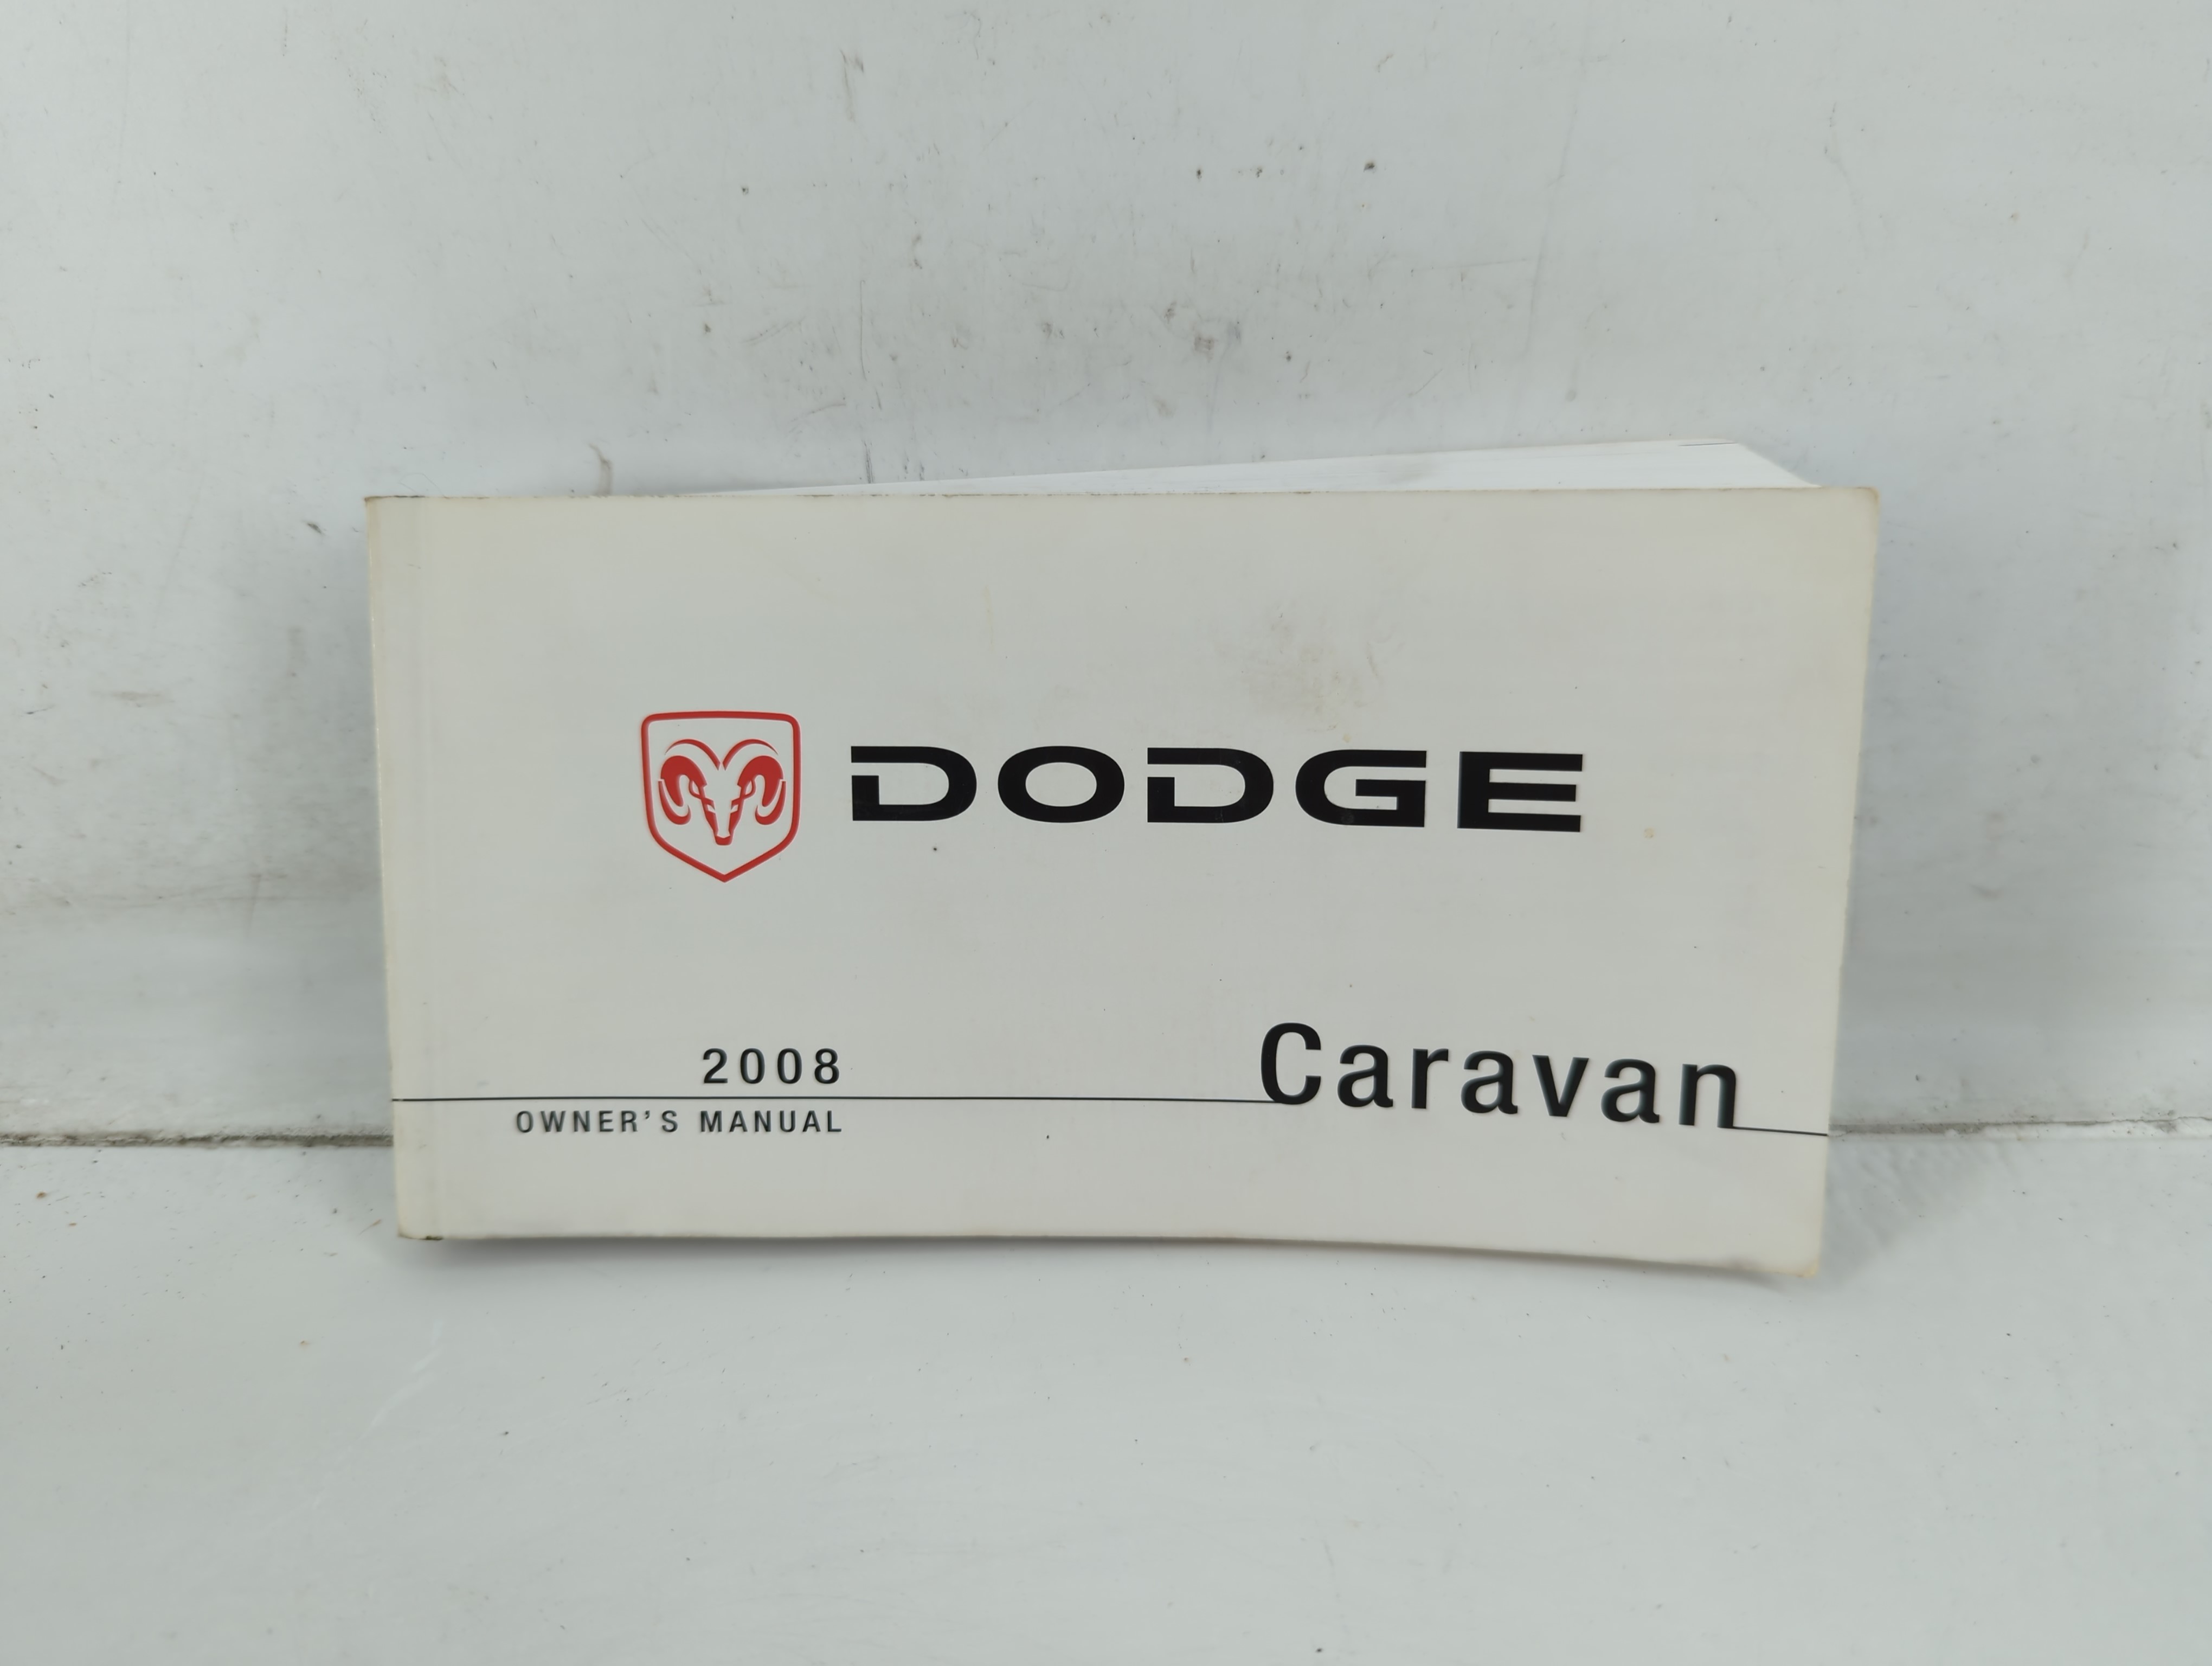 DODGE
2008
Caravan
OWNER'S MANUAL